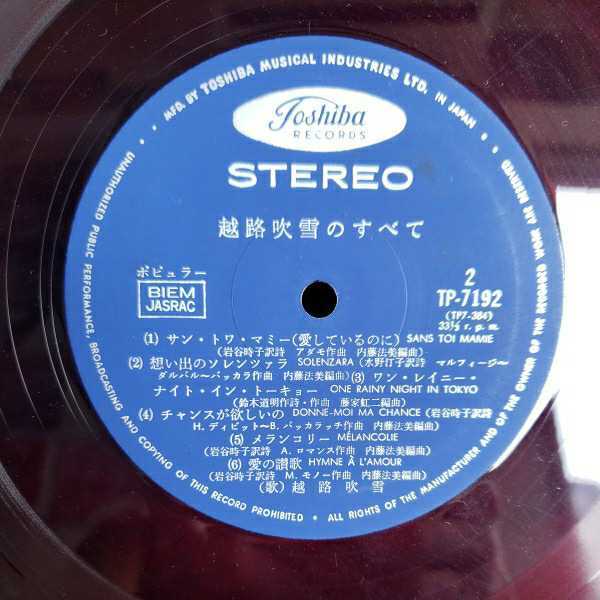 MFD. BY TOSHIBA MUSICAL INDUSTRIES LTD. IN JAPAN
Toshiba
RECORDS
STEREO
越路吹雪のすべて
ポピュラー
BIEM
JASRAC
2
TP-7192
(TP7-384)
33⅓ r.p.m.
(1) サン・トワ・マミー(愛しているのに) SANS TOI MAMIE
(岩谷時子訳詩 アダモ作曲 内藤法美編曲)
(2) 想い出のソレンツァラ SOLENZARA (水野汀子訳詩 マルフィージ〜
ダルバル〜バッカラ作曲 内藤法美編曲) (3) ワン・レイニー・
ナイト・イン・トーキョー ONE RAINY NIGHT IN TOKYO
(鈴木道明作詩・作曲 藤家虹二編曲)
(4) チャンスが欲しいの DONNE-MOI MA CHANCE (岩谷時子訳詩
H. ディビット〜B. バッカラッチ作曲 内藤法美編曲)
(5) メランコリー MÉLANCOLIE
(岩谷時子訳詩 A. ロマンス作曲 内藤法美編曲)
(6) 愛の讃歌 HYMNE À L'AMOUR
(岩谷時子訳詩 M. モノー作曲 内藤法美編曲)
(歌) 越路吹雪
UNAUTHORIZED PUBLIC PERFORMANCE, BROADCASTING AND COPYING OF THIS RECORD PROHIBITED • ALL RIGHTS OF THE MANUFACTURER AND OF THE OWNER OF THE RECORDED WORK ARE RESERVED